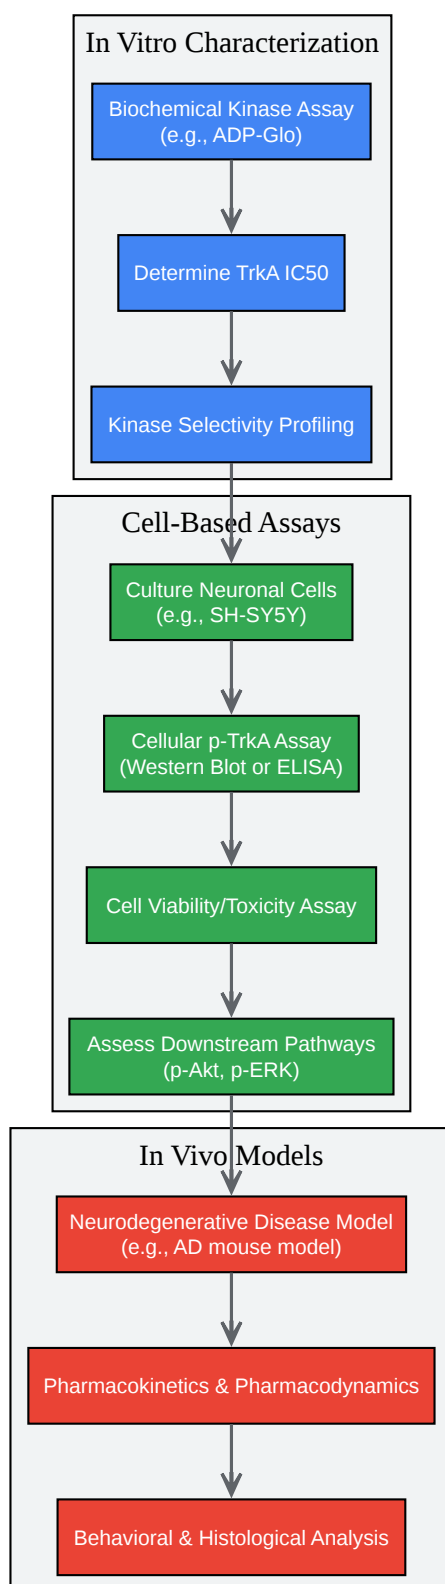 In Vitro Characterization
Biochemical Kinase Assay
(e.g., ADP-Glo)
Determine TrkA IC50
Kinase Selectivity Profiling
Cell-Based Assays
Culture Neuronal Cells
(e.g., SH-SY5Y)
Cellular p-TrkA Assay
(Western Blot or ELISA)
Cell Viability/Toxicity Assay
Assess Downstream Pathways
(p-Akt, p-ERK)
In Vivo Models
Neurodegenerative Disease Model
(e.g., AD mouse model)
Pharmacokinetics & Pharmacodynamics
Behavioral & Histological Analysis